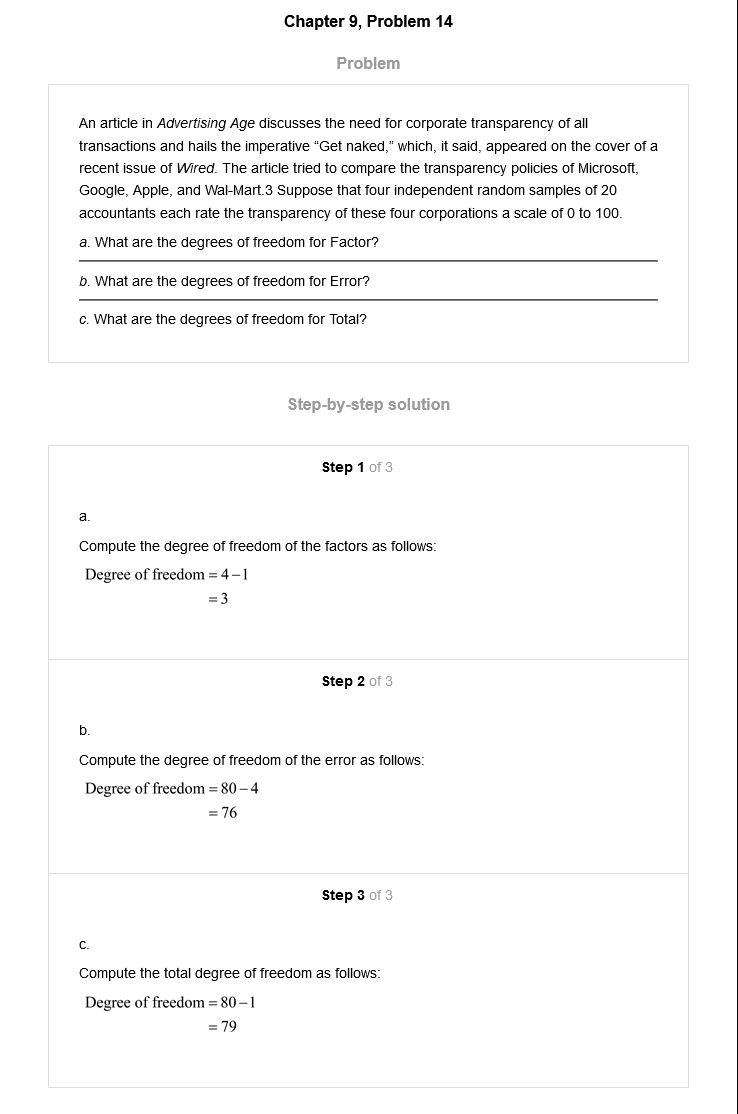 Chapter 9, Problem 14
Problem
An article in Advertising Age discusses the need for corporate transparency of all
transactions and hails the imperative “Get naked,” which, it said, appeared on the cover of a
recent issue of Wired. The article tried to compare the transparency policies of Microsoft,
Google, Apple, and Wal-Mart.3 Suppose that four independent random samples of 20
accountants each rate the transparency of these four corporations a scale of 0 to 100.
a. What are the degrees of freedom for Factor?
b. What are the degrees of freedom for Error?
c. What are the degrees of freedom for Total?
Step-by-step solution
Step 1 of 3
a.
Compute the degree of freedom of the factors as follows:
Degree of freedom = 4 – 1
= 3
Step 2 of 3
b.
Compute the degree of freedom of the error as follows:
Degree of freedom = 80 – 4
= 76
Step 3 of 3
c.
Compute the total degree of freedom as follows:
Degree of freedom = 80 – 1
= 79